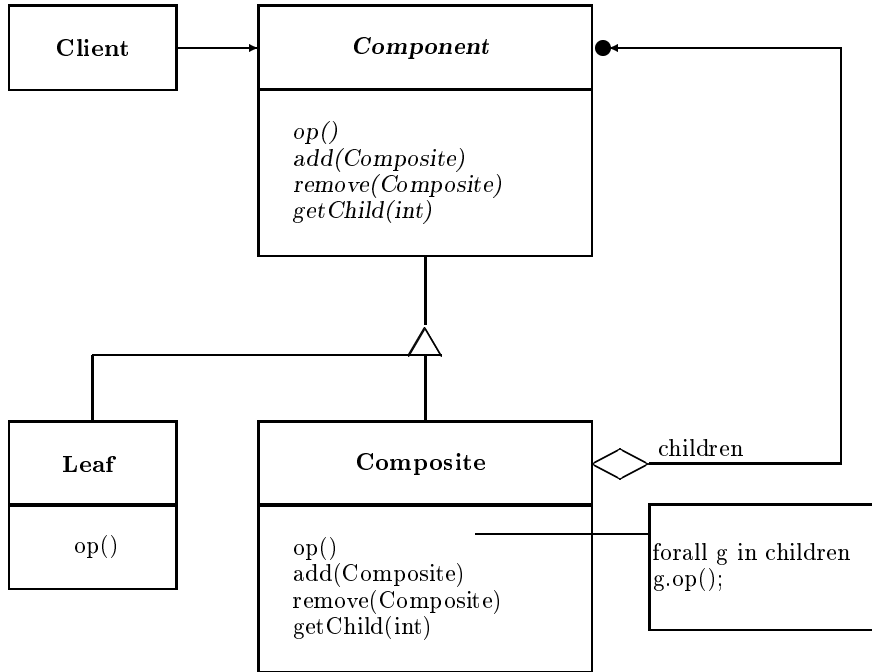 Client
Component
op()
add(Composite)
remove(Composite)
getChild(int)
Leaf
op()
Composite
children
op()
add(Composite)
remove(Composite)
getChild(int)
forall g in children
g.op();